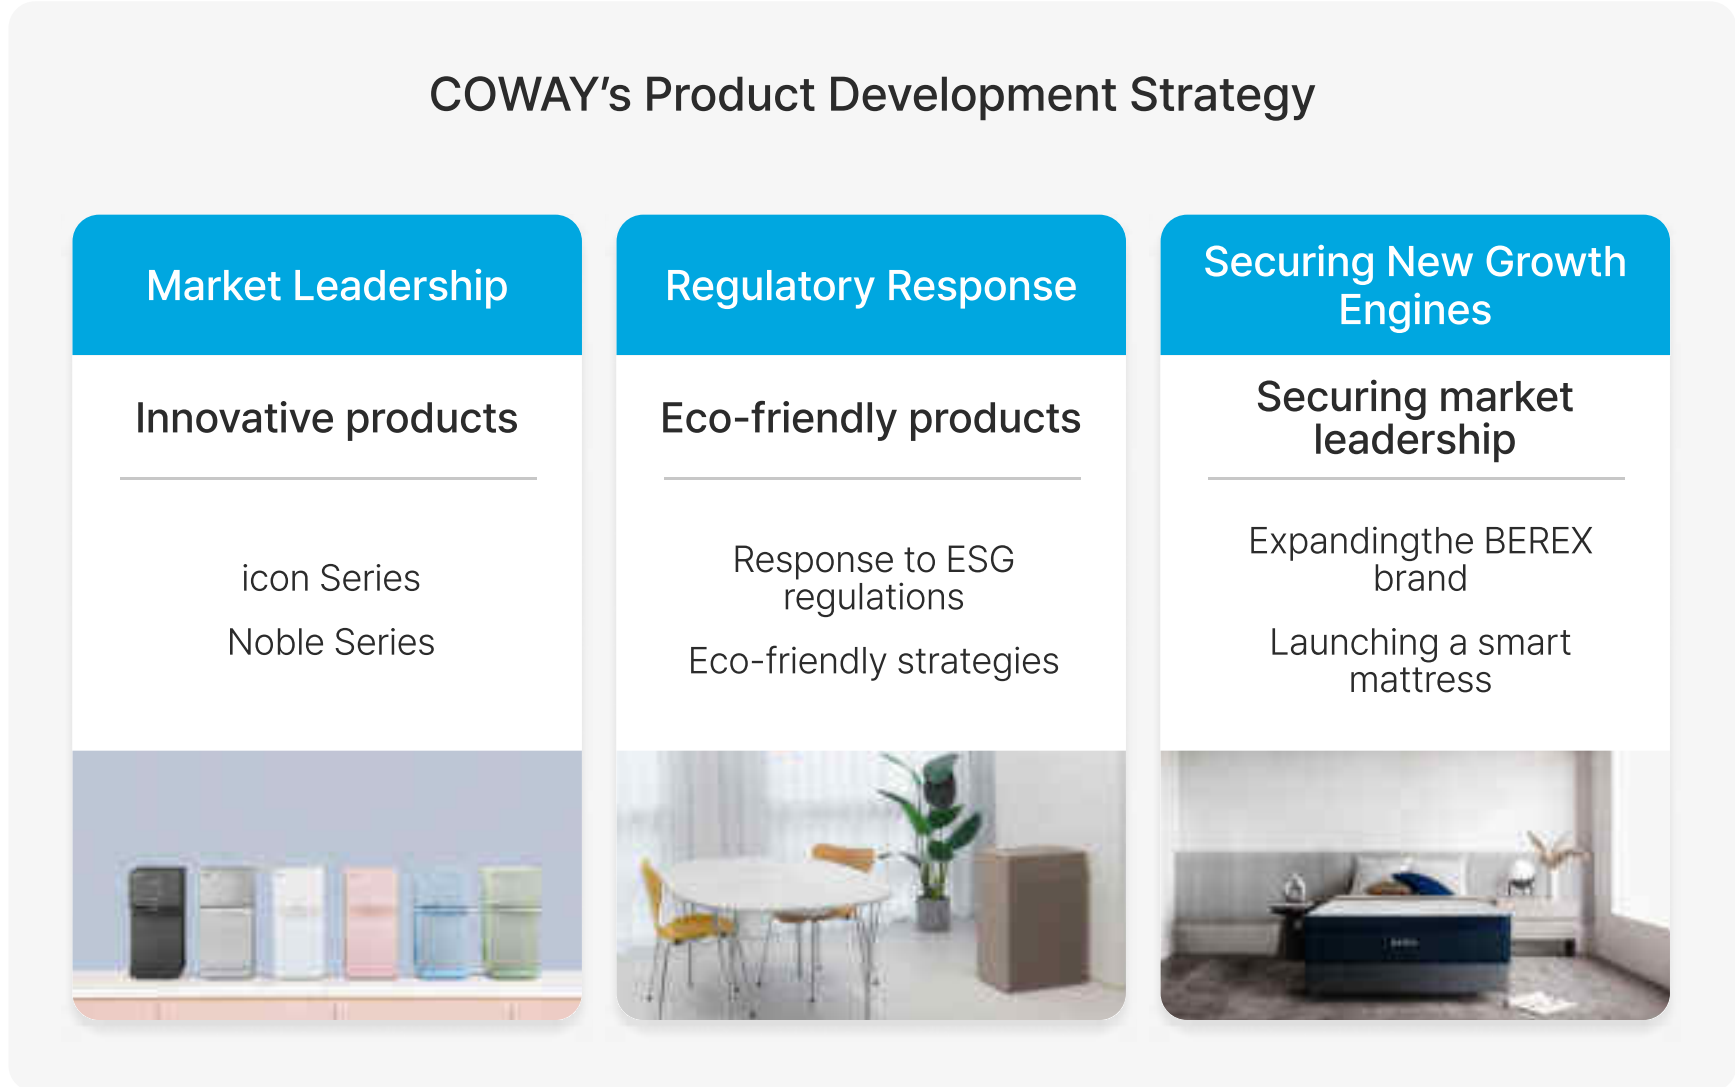 COWAY’s Product Development Strategy
Market Leadership
Innovative products
icon Series
Noble Series
Regulatory Response
Eco-friendly products
Response to ESG
regulations
Eco-friendly strategies
Securing New Growth
Engines
Securing market
leadership
Expandingthe BEREX
brand
Launching a smart
mattress